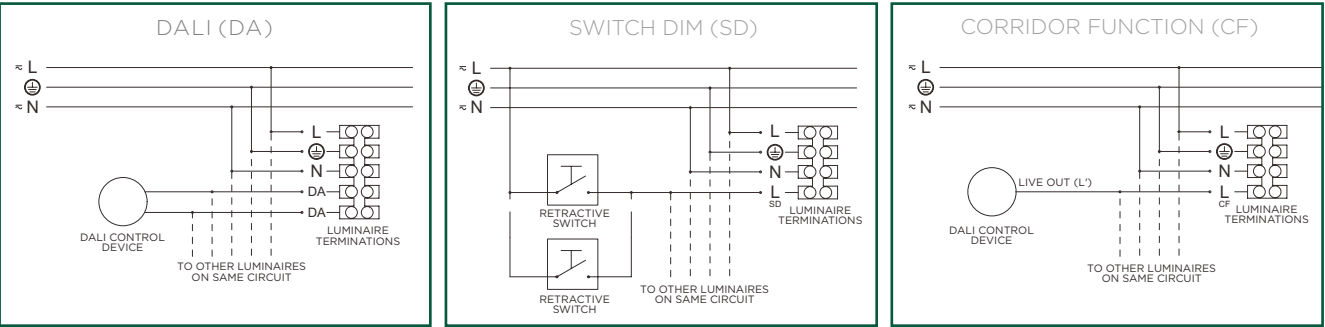 DALI (DA)
≂ L
⏚
≂ N
L
⏚
N
DA
DA
DALI CONTROL
DEVICE
LUMINAIRE
TERMINATIONS
TO OTHER LUMINAIRES
ON SAME CIRCUIT
SWITCH DIM (SD)
≂ L
⏚
≂ N
L
⏚
N
L
SD
RETRACTIVE
SWITCH
LUMINAIRE
TERMINATIONS
RETRACTIVE
SWITCH
TO OTHER LUMINAIRES
ON SAME CIRCUIT
CORRIDOR FUNCTION (CF)
≂ L
⏚
≂ N
L
⏚
N
LIVE OUT (L')
L
CF
DALI CONTROL
DEVICE
LUMINAIRE
TERMINATIONS
TO OTHER LUMINAIRES
ON SAME CIRCUIT